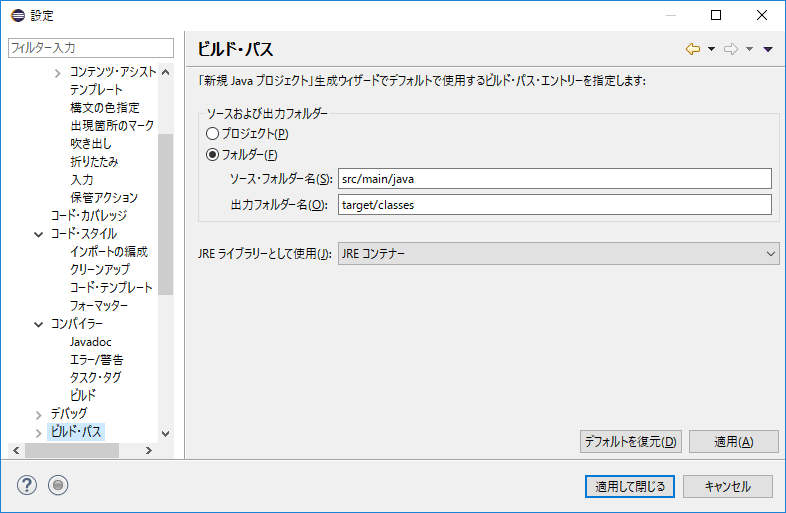 設定
フィルター入力
コンテンツ・アシスト
テンプレート
構文の色指定
出現箇所のマーク
吹き出し
折りたたみ
入力
保管アクション
コード・カバレッジ
コード・スタイル
インポートの編成
クリーンアップ
コード・テンプレート
フォーマッター
コンパイラー
Javadoc
エラー/警告
タスク・タグ
ビルド
デバッグ
ビルド・パス
ビルド・パス
「新規 Java プロジェクト」生成ウィザードでデフォルトで使用するビルド・パス・エントリーを指定します:
ソースおよび出力フォルダー
プロジェクト(P)
フォルダー(F)
ソース・フォルダー名(S): src/main/java
出力フォルダー名(O): target/classes
JRE ライブラリーとして使用(J): JRE コンテナー
デフォルトを復元(D) 適用(A)
適用して閉じる キャンセル